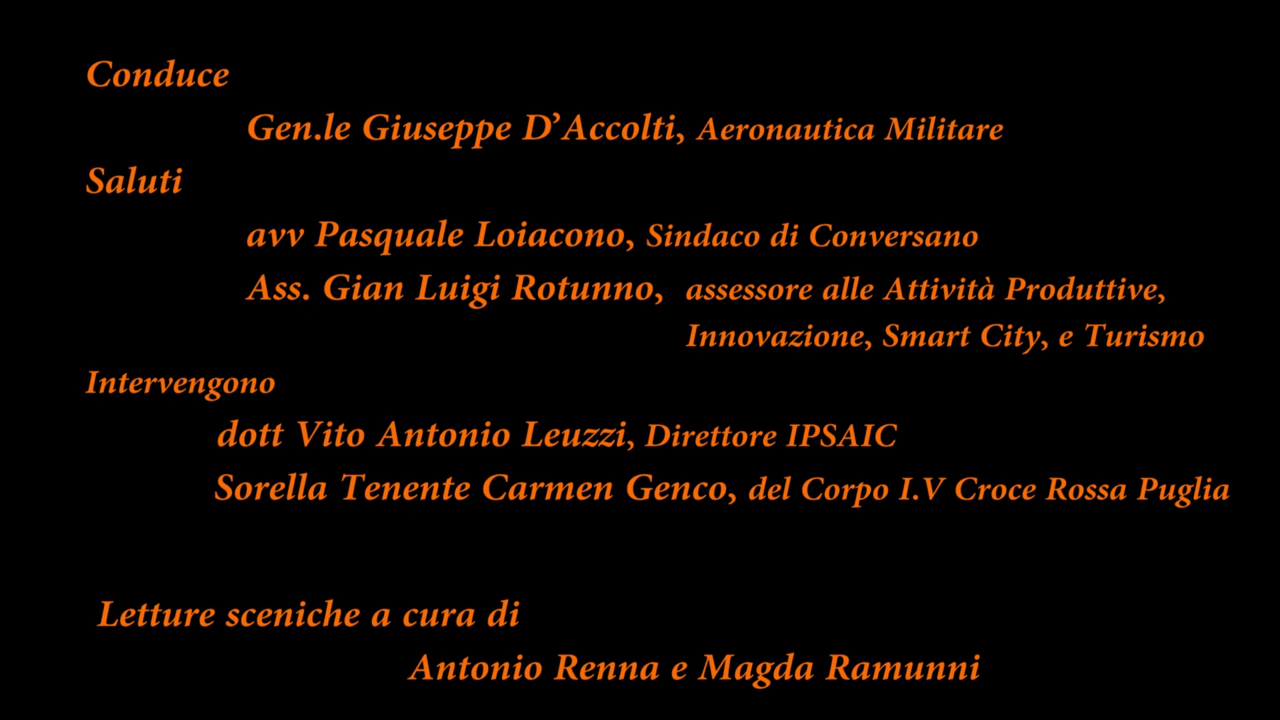 Conduce
Gen.le Giuseppe D’Accolti, Aeronautica Militare
Saluti
avv Pasquale Loiacono, Sindaco di Conversano
Ass. Gian Luigi Rotunno, assessore alle Attività Produttive,
Innovazione, Smart City, e Turismo
Intervengono
dott Vito Antonio Leuzzi, Direttore IPSAIC
Sorella Tenente Carmen Genco, del Corpo I.V Croce Rossa Puglia
Letture sceniche a cura di
Antonio Renna e Magda Ramunni